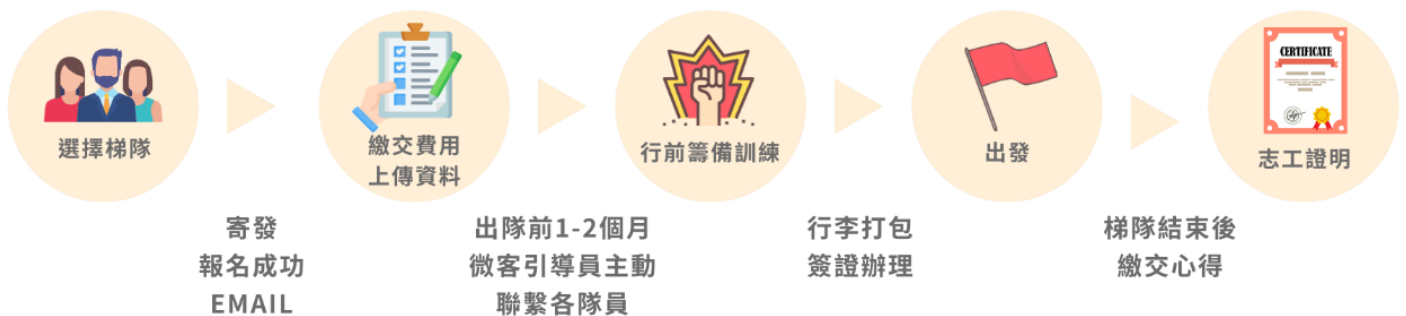 選擇梯隊
繳交費用
上傳資料
行前籌備訓練
出發
CERTIFICATE
志工證明
寄發
報名成功
EMAIL
出隊前1-2個月
微客引導員主動
聯繫各隊員
行李打包
簽證辦理
梯隊結束後
繳交心得